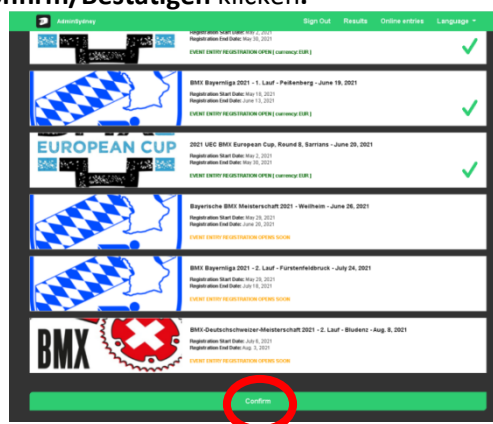 nfirm/Bestätigen klicken.
AdminSydney Sign Out Results Online entries Language
Registration Start Date: May 2, 2021
Registration End Date: May 30, 2021
EVENT ENTRY REGISTRATION OPEN [ currency: EUR ]
BMX Bayernliga 2021 - 1. Lauf - Peißenberg - June 19, 2021
Registration Start Date: May 10, 2021
Registration End Date: June 13, 2021
EVENT ENTRY REGISTRATION OPEN [ currency: EUR ]
EUROPEAN CUP
2021 UEC BMX European Cup, Round 8, Sarrians - June 20, 2021
Registration Start Date: May 2, 2021
Registration End Date: May 30, 2021
EVENT ENTRY REGISTRATION OPEN [ currency: EUR ]
Bayerische BMX Meisterschaft 2021 - Weilheim - June 26, 2021
Registration Start Date: May 29, 2021
Registration End Date: June 20, 2021
EVENT ENTRY REGISTRATION OPENS SOON
BMX Bayernliga 2021 - 2. Lauf - Fürstenfeldbruck - July 24, 2021
Registration Start Date: May 29, 2021
Registration End Date: July 18, 2021
EVENT ENTRY REGISTRATION OPENS SOON
BMX
BMX-Deutschschweizer-Meisterschaft 2021 - 2. Lauf - Bludenz - Aug. 8, 2021
Registration Start Date: July 6, 2021
Registration End Date: Aug. 3, 2021
EVENT ENTRY REGISTRATION OPENS SOON
Confirm